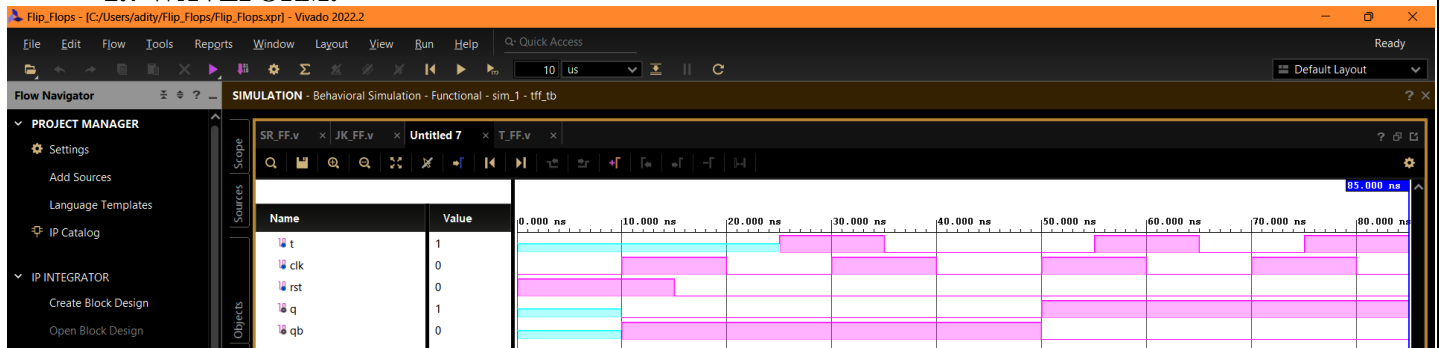 Flip_Flops - [C:/Users/adity/Flip_Flops/Flip_Flops.xpr] - Vivado 2022.2
File Edit Flow Tools Reports Window Layout View Run Help Q- Quick Access Ready
10 us Default Layout
Flow Navigator SIMULATION - Behavioral Simulation - Functional - sim_1 - tff_tb
PROJECT MANAGER
Settings
Add Sources
Language Templates
IP Catalog
IP INTEGRATOR
Create Block Design
Open Block Design
Scope
Sources
Objects
SR_FF.v × JK_FF.v × Untitled 7 × T_FF.v ×
85.000 ns
Name Value 0.000 ns 10.000 ns 20.000 ns 30.000 ns 40.000 ns 50.000 ns 60.000 ns 70.000 ns 80.000 ns
t 1
clk 0
rst 0
q 1
qb 0